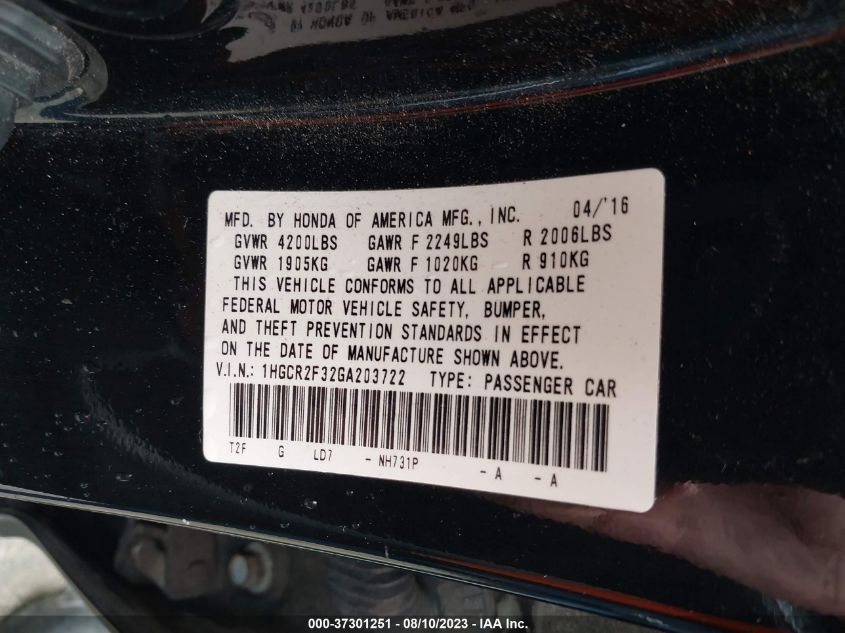 MFD. BY HONDA OF AMERICA MFG., INC. 04/'16
GVWR 4200LBS GAWR F 2249LBS R 2006LBS
GVWR 1905KG GAWR F 1020KG R 910KG
THIS VEHICLE CONFORMS TO ALL APPLICABLE
FEDERAL MOTOR VEHICLE SAFETY, BUMPER,
AND THEFT PREVENTION STANDARDS IN EFFECT
ON THE DATE OF MANUFACTURE SHOWN ABOVE.
V.I.N.: 1HGCR2F32GA203722 TYPE: PASSENGER CAR
T2F G LD7 - NH731P - A - A
000-37301251 - 08/10/2023 - IAA Inc.